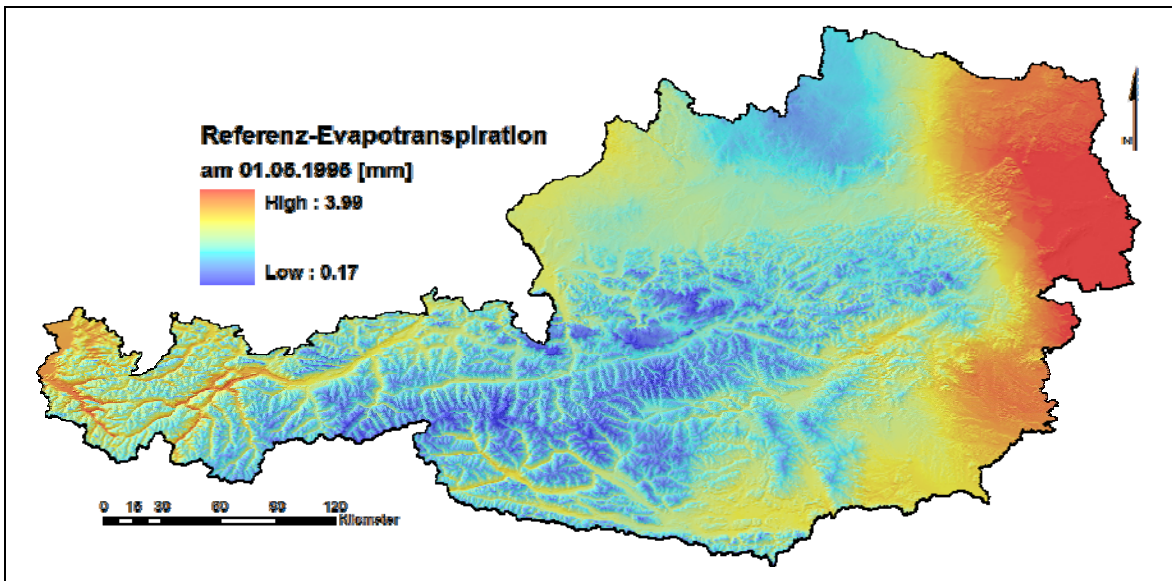 Referenz-Evapotranspiration
am 01.05.1995 [mm]
High : 3.99
Low : 0.17
N
0 15 30 60 90 120
Kilometer